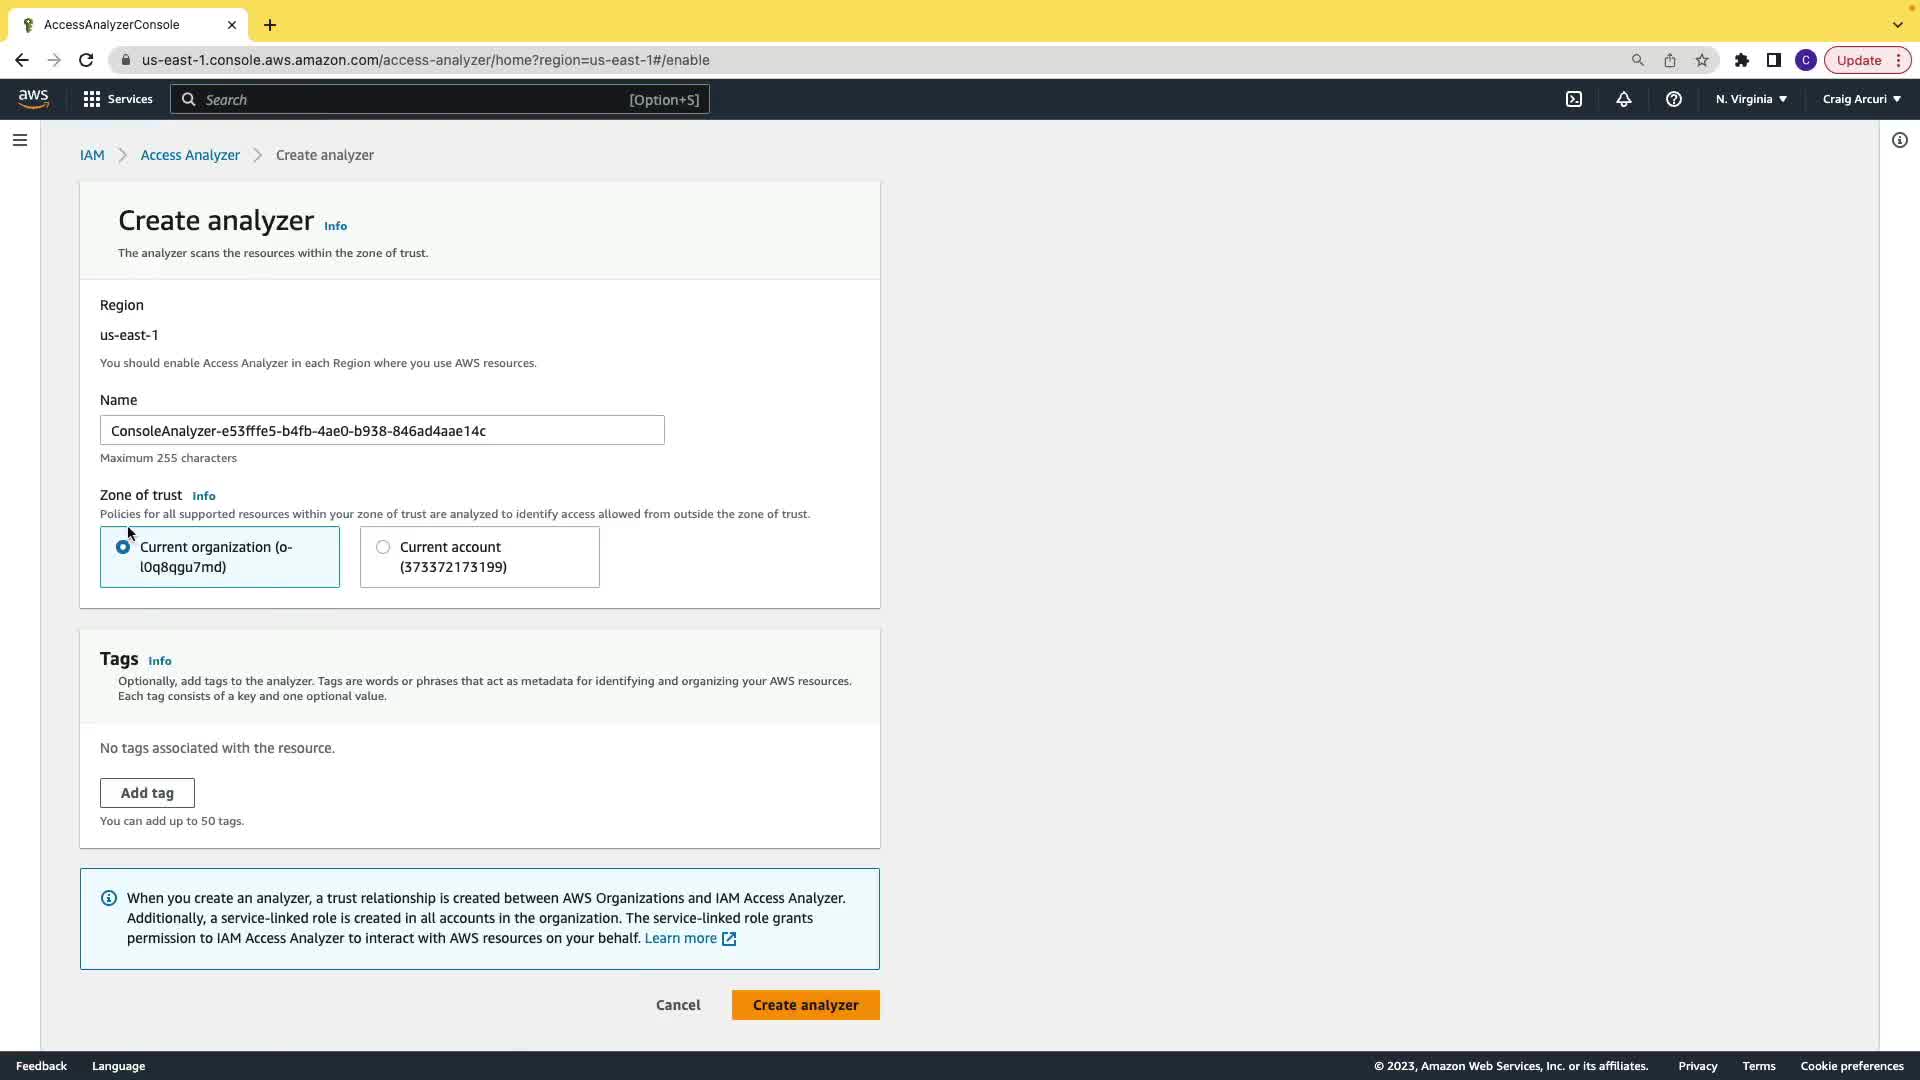 AccessAnalyzerConsole
us-east-1.console.aws.amazon.com/access-analyzer/home?region=us-east-1#/enable
C
Update
aws
Services
Search
[Option+S]
N. Virginia
Craig Arcuri
IAM
Access Analyzer
Create analyzer
Create analyzer Info
The analyzer scans the resources within the zone of trust.
Region
us-east-1
You should enable Access Analyzer in each Region where you use AWS resources.
Name
ConsoleAnalyzer-e53fffe5-b4fb-4ae0-b938-846ad4aae14c
Maximum 255 characters
Zone of trust Info
Policies for all supported resources within your zone of trust are analyzed to identify access allowed from outside the zone of trust.
Current organization (o-
l0q8qgu7md)
Current account
(373372173199)
Tags Info
Optionally, add tags to the analyzer. Tags are words or phrases that act as metadata for identifying and organizing your AWS resources.
Each tag consists of a key and one optional value.
No tags associated with the resource.
Add tag
You can add up to 50 tags.
When you create an analyzer, a trust relationship is created between AWS Organizations and IAM Access Analyzer.
Additionally, a service-linked role is created in all accounts in the organization. The service-linked role grants
permission to IAM Access Analyzer to interact with AWS resources on your behalf. Learn more
Cancel
Create analyzer
Feedback
Language
© 2023, Amazon Web Services, Inc. or its affiliates.
Privacy
Terms
Cookie preferences